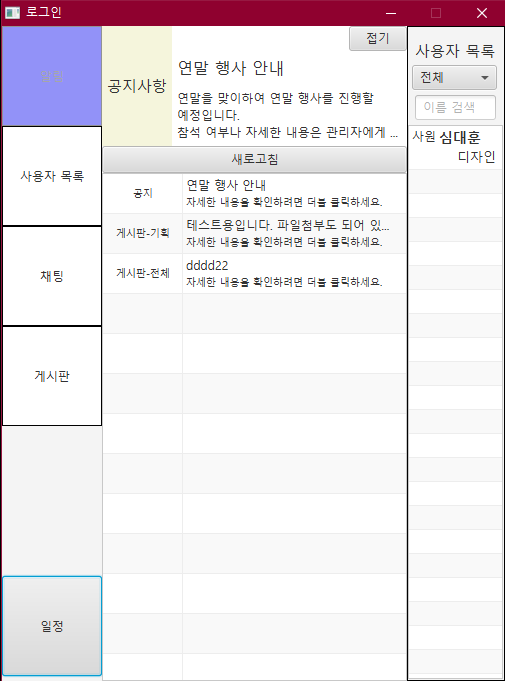 로그인
알림
사용자 목록
채팅
게시판
일정
공지사항
접기
연말 행사 안내
연말을 맞이하여 연말 행사를 진행할
예정입니다.
참석 여부나 자세한 내용은 관리자에게 ...
새로고침
공지
연말 행사 안내
자세한 내용을 확인하려면 더블 클릭하세요.
게시판-기획
테스트용입니다. 파일첨부도 되어 있...
자세한 내용을 확인하려면 더블 클릭하세요.
게시판-전체
dddd22
자세한 내용을 확인하려면 더블 클릭하세요.
사용자 목록
전체
이름 검색
사원 심대훈
디자인